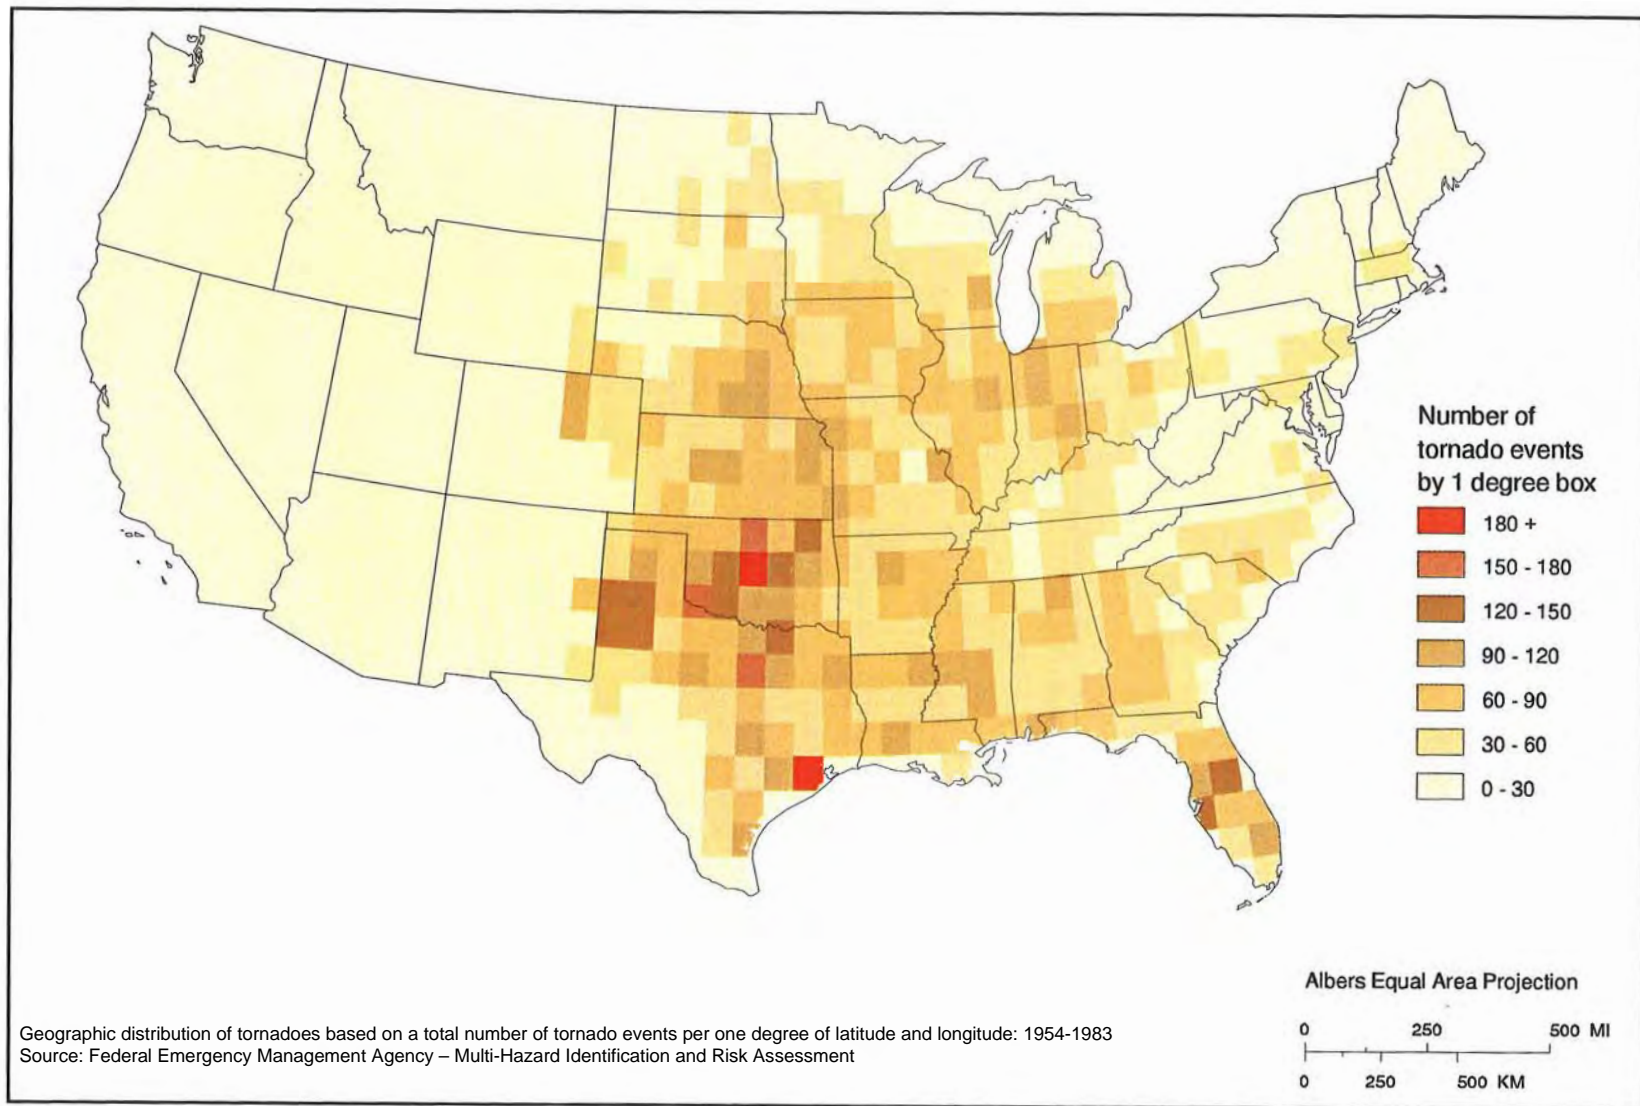 Number of
tornado events
by 1 degree box
180 +
150 - 180
120 - 150
90 - 120
60 - 90
30 - 60
0 - 30
Albers Equal Area Projection
0 250 500 MI
0 250 500 KM
Geographic distribution of tornadoes based on a total number of tornado events per one degree of latitude and longitude: 1954-1983
Source: Federal Emergency Management Agency – Multi-Hazard Identification and Risk Assessment